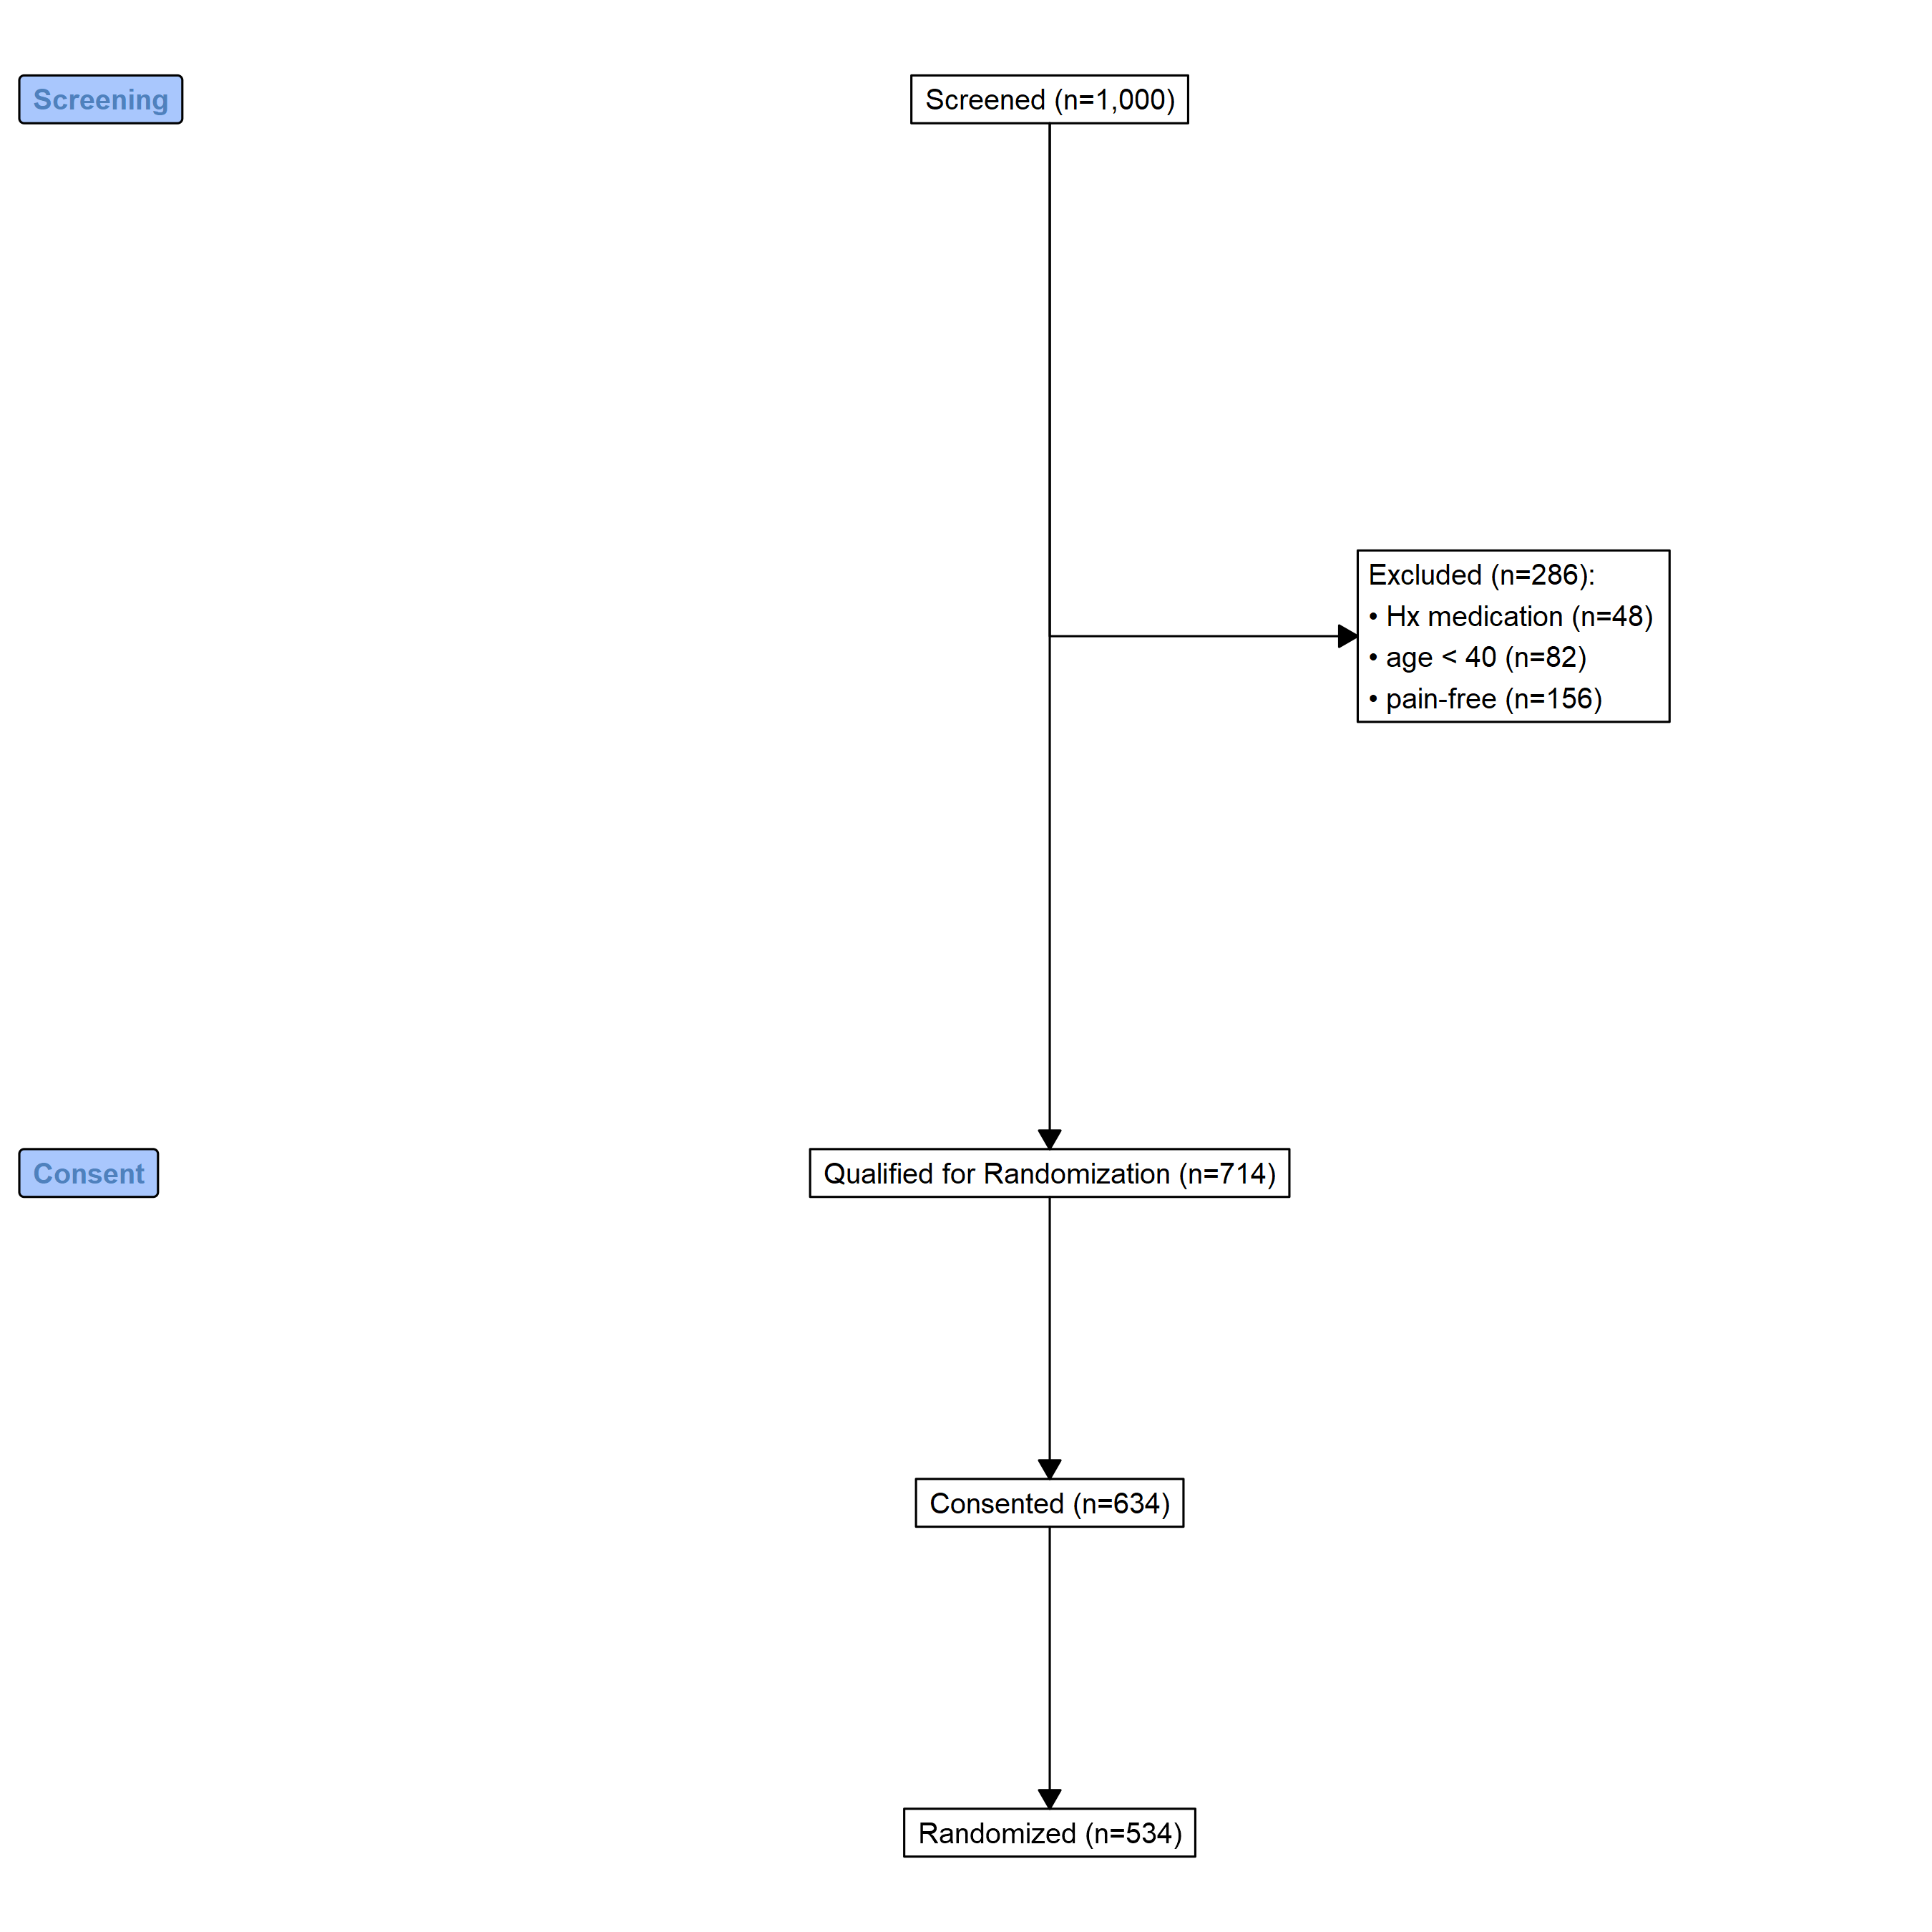 Screening
Screened (n=1,000)
Excluded (n=286):
• Hx medication (n=48)
• age < 40 (n=82)
• pain-free (n=156)
Consent
Qualified for Randomization (n=714)
Consented (n=634)
Randomized (n=534)